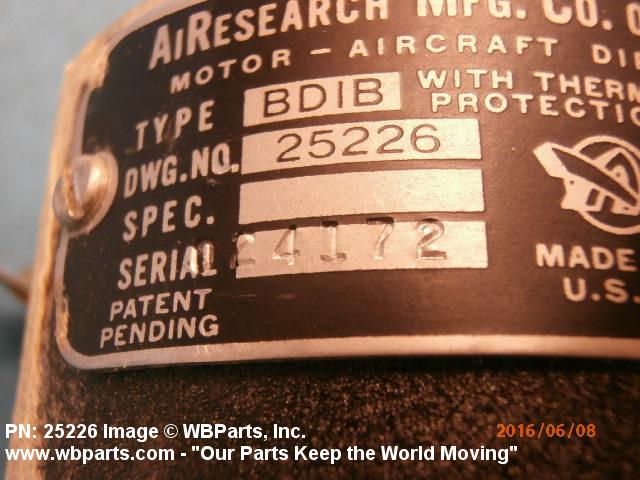 AIRESEARCH MFG. CO.
MOTOR - AIRCRAFT
WITH
TYPE BDIB PROTECTIO
DWG.NO. 25226
SPEC.
SERIAL 24172
MADE
U.S.
PATENT
PENDING
PN: 25226 Image © WBParts, Inc. 2016/06/08
www.wbparts.com - "Our Parts Keep the World Moving"